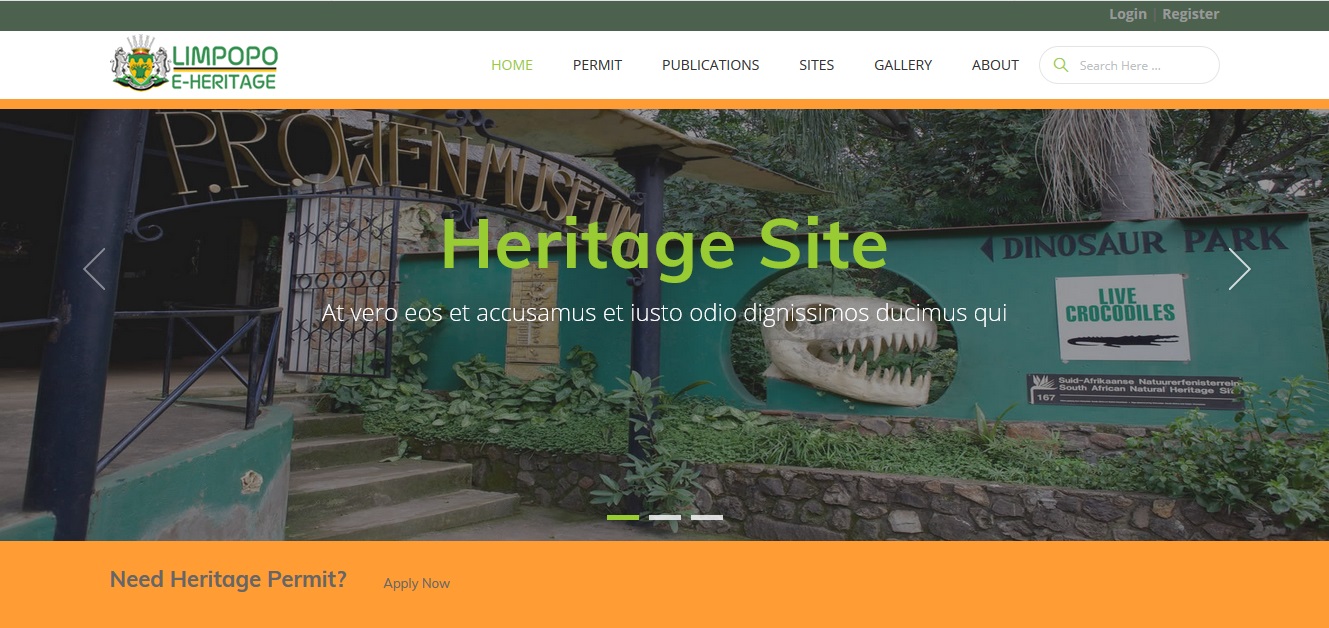 Login | Register
LIMPOPO
E-HERITAGE
HOME PERMIT PUBLICATIONS SITES GALLERY ABOUT Search Here ...
P.R.OWEN MUSEUM
Heritage Site
At vero eos et accusamus et iusto odio dignissimos ducimus qui
DINOSAUR PARK
LIVE
CROCODILES
Suid-Afrikaanse Natuurerfenisterrein
South African Natural Heritage Sit
167
Need Heritage Permit? Apply Now